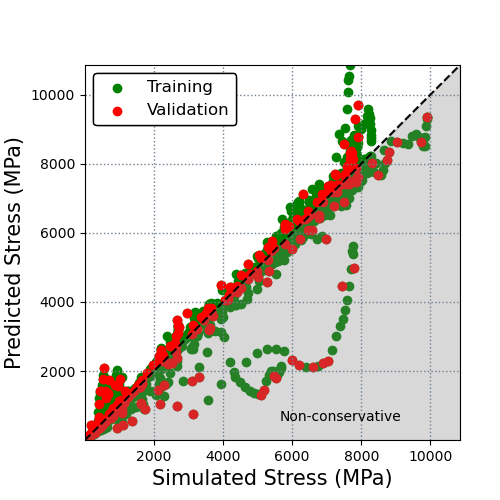 Training
Validation
10000
8000
6000
4000
2000
Predicted Stress (MPa)
Non-conservative
2000 4000 6000 8000 10000
Simulated Stress (MPa)